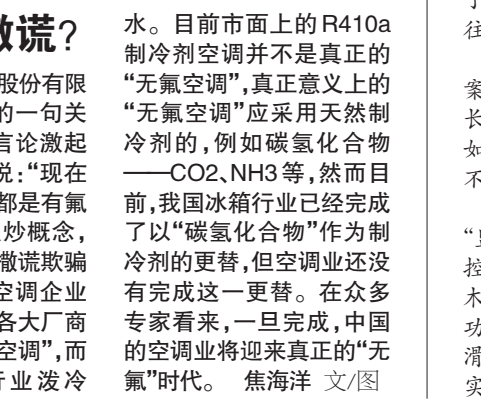 撒谎?
股份有限
的一句关
言论激起
说:“现在
都是有氟
炒概念,
撒谎欺骗
空调企业
各大厂商
空调”,而
行业泼冷
水。目前市面上的R410a
制冷剂空调并不是真正的
“无氟空调”,真正意义上的
“无氟空调”应采用天然制
冷剂的,例如碳氢化合物
——CO2、NH3等,然而目
前,我国冰箱行业已经完成
了以“碳氢化合物”作为制
冷剂的更替,但空调业还没
有完成这一更替。在众多
专家看来,一旦完成,中国
的空调业将迎来真正的“无
氟”时代。 焦海洋 文/图
往
案
长
如
不
控
木
功
滑
实